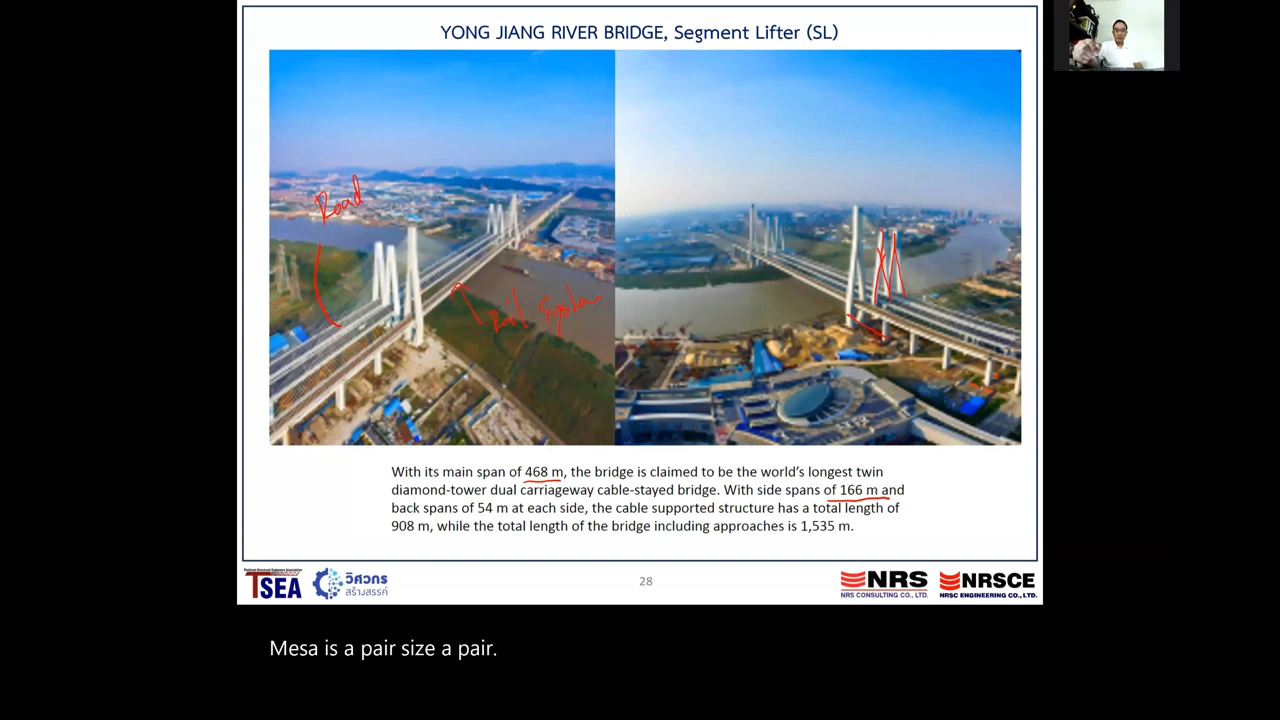 YONG JIANG RIVER BRIDGE, Segment Lifter (SL)
Road
Rail System
With its main span of 468 m, the bridge is claimed to be the world's longest twin
diamond-tower dual carriageway cable-stayed bridge. With side spans of 166 m and
back spans of 54 m at each side, the cable supported structure has a total length of
908 m, while the total length of the bridge including approaches is 1,535 m.
TSEA
วิศวกร
สร้างสรรค์
28
NRS
NRS CONSULTING CO., LTD.
NRSCE
NRSC ENGINEERING CO., LTD.
Mesa is a pair size a pair.